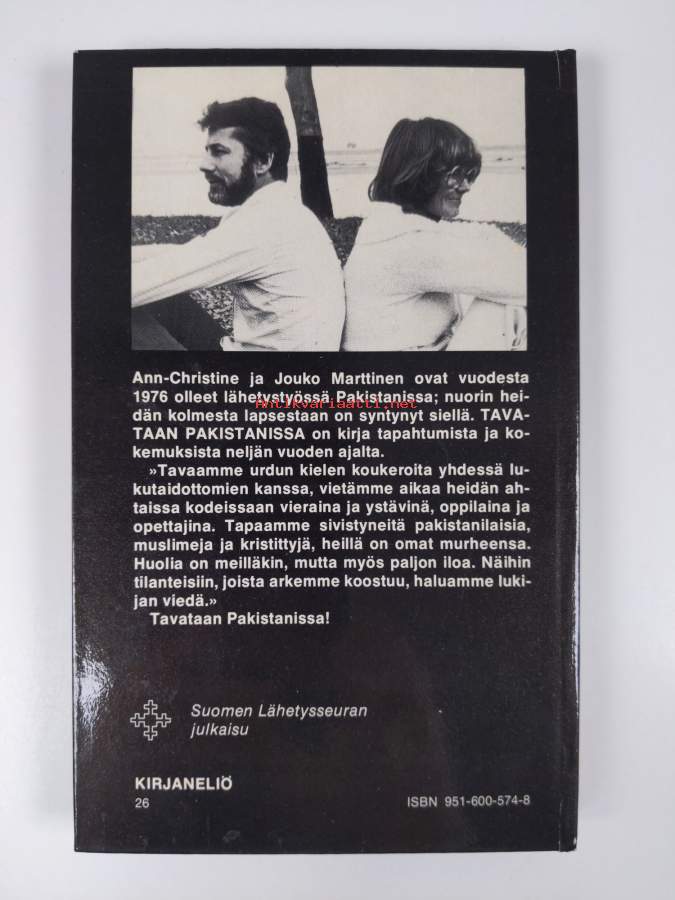 Ann-Christine ja Jouko Marttinen ovat vuodesta
1976 olleet lähetystyössä Pakistanissa; nuorin hei-
Antikvariaatti.net
dän kolmesta lapsestaan on syntynyt siellä. TAVA-
TAAN PAKISTANISSA on kirja tapahtumista ja ko-
kemuksista neljän vuoden ajalta.
»Tavaamme urdun kielen koukeroita yhdessä lu-
kutaidottomien kanssa, vietämme aikaa heidän ah-
taissa kodeissaan vieraina ja ystävinä, oppilaina ja
opettajina. Tapaamme sivistyneitä pakistanilaisia,
muslimeja ja kristittyjä, heillä on omat murheensa.
Huolia on meilläkin, mutta myös paljon iloa. Näihin
tilanteisiin, joista arkemme koostuu, haluamme luki-
jan viedä.»
Tavataan Pakistanissa!
Suomen Lähetysseuran
julkaisu
KIRJANELIÖ
26
ISBN 951-600-574-8